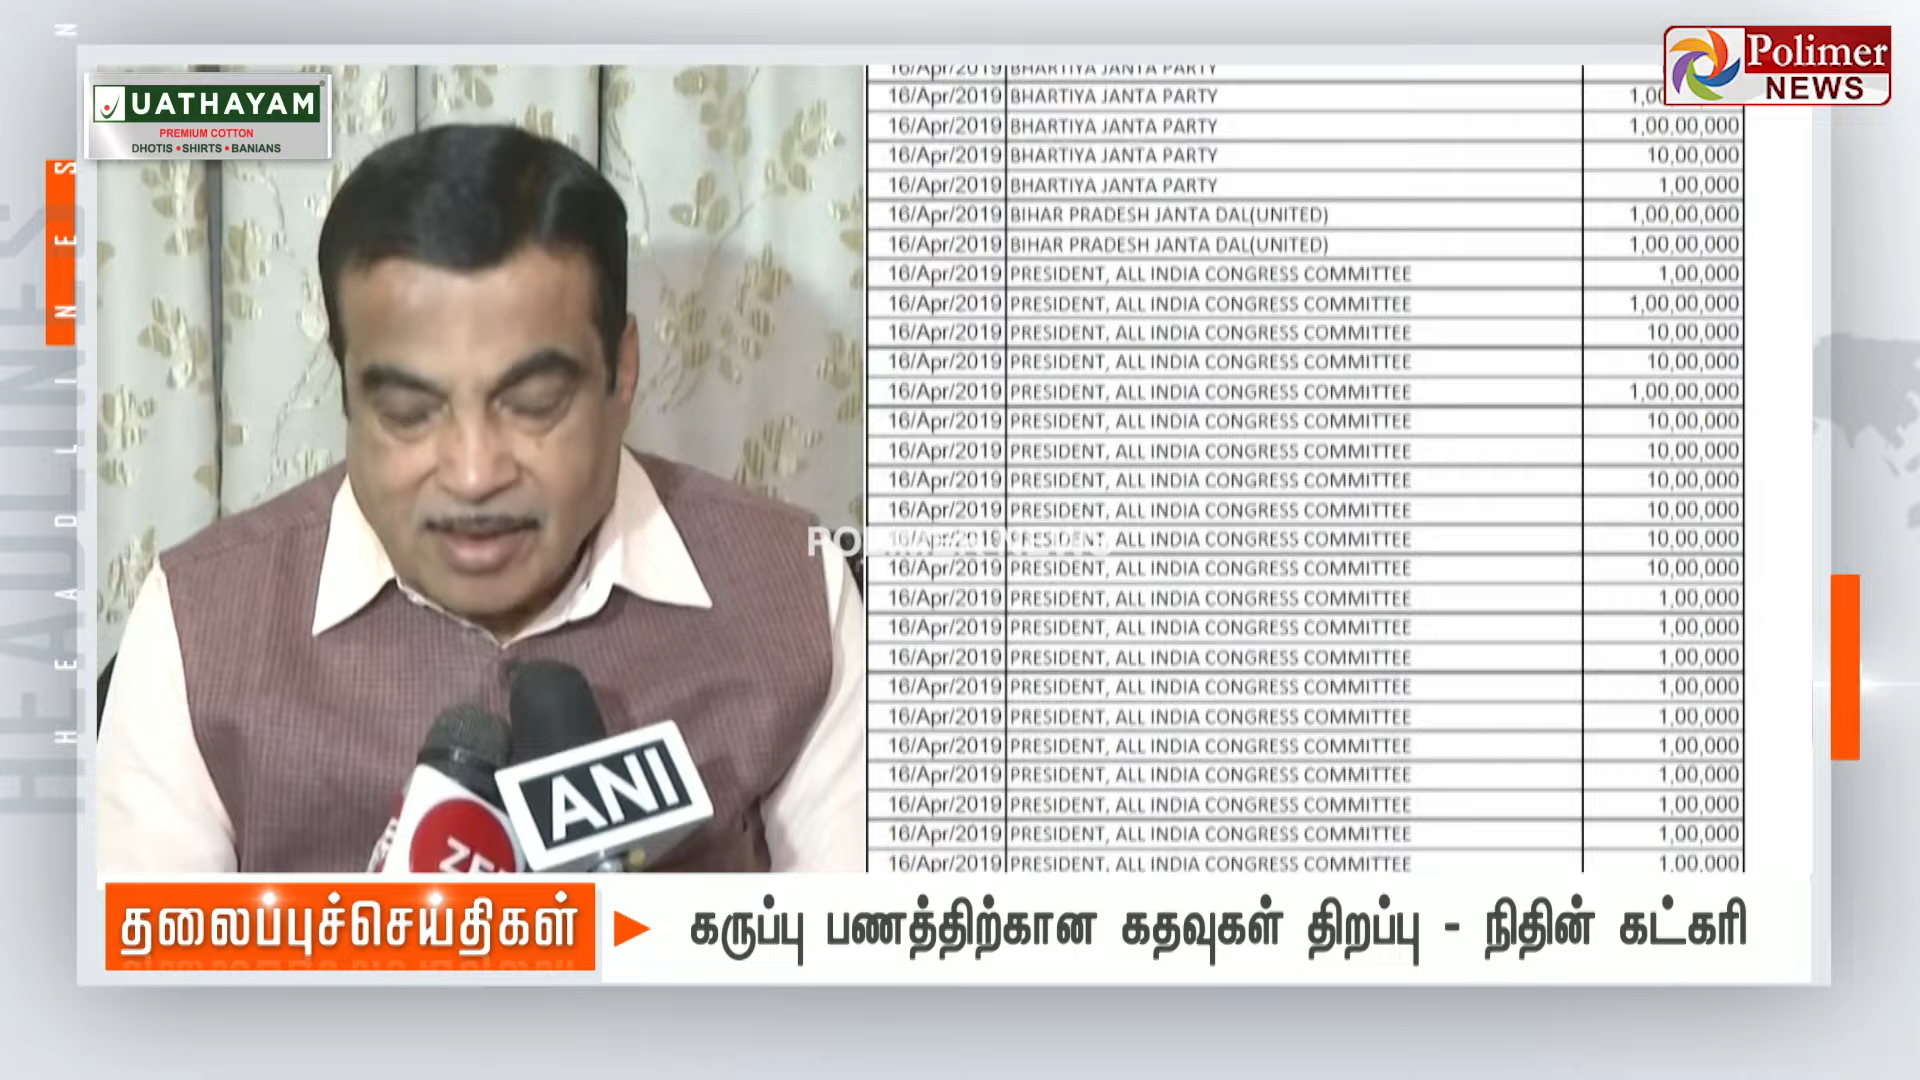 HEADLINES
HEADLINES
UATHAYAM
PREMIUM COTTON
DHOTIS • SHIRTS • BANIANS
Polimer
NEWS
16/Apr/2019 BHARTIYA JANTA PARTY
16/Apr/2019 BHARTIYA JANTA PARTY 1,00
16/Apr/2019 BHARTIYA JANTA PARTY 1,00,00,000
16/Apr/2019 BHARTIYA JANTA PARTY 10,00,000
16/Apr/2019 BHARTIYA JANTA PARTY 1,00,000
16/Apr/2019 BIHAR PRADESH JANTA DAL(UNITED) 1,00,00,000
16/Apr/2019 BIHAR PRADESH JANTA DAL(UNITED) 1,00,00,000
16/Apr/2019 PRESIDENT, ALL INDIA CONGRESS COMMITTEE 1,00,000
16/Apr/2019 PRESIDENT, ALL INDIA CONGRESS COMMITTEE 1,00,00,000
16/Apr/2019 PRESIDENT, ALL INDIA CONGRESS COMMITTEE 10,00,000
16/Apr/2019 PRESIDENT, ALL INDIA CONGRESS COMMITTEE 10,00,000
16/Apr/2019 PRESIDENT, ALL INDIA CONGRESS COMMITTEE 1,00,00,000
16/Apr/2019 PRESIDENT, ALL INDIA CONGRESS COMMITTEE 10,00,000
16/Apr/2019 PRESIDENT, ALL INDIA CONGRESS COMMITTEE 10,00,000
16/Apr/2019 PRESIDENT, ALL INDIA CONGRESS COMMITTEE 10,00,000
16/Apr/2019 PRESIDENT, ALL INDIA CONGRESS COMMITTEE 10,00,000
16/Apr/2019 PRESIDENT, ALL INDIA CONGRESS COMMITTEE 10,00,000
16/Apr/2019 PRESIDENT, ALL INDIA CONGRESS COMMITTEE 10,00,000
16/Apr/2019 PRESIDENT, ALL INDIA CONGRESS COMMITTEE 1,00,000
16/Apr/2019 PRESIDENT, ALL INDIA CONGRESS COMMITTEE 1,00,000
16/Apr/2019 PRESIDENT, ALL INDIA CONGRESS COMMITTEE 1,00,000
16/Apr/2019 PRESIDENT, ALL INDIA CONGRESS COMMITTEE 1,00,000
16/Apr/2019 PRESIDENT, ALL INDIA CONGRESS COMMITTEE 1,00,000
16/Apr/2019 PRESIDENT, ALL INDIA CONGRESS COMMITTEE 1,00,000
16/Apr/2019 PRESIDENT, ALL INDIA CONGRESS COMMITTEE 1,00,000
16/Apr/2019 PRESIDENT, ALL INDIA CONGRESS COMMITTEE 1,00,000
16/Apr/2019 PRESIDENT, ALL INDIA CONGRESS COMMITTEE 1,00,000
16/Apr/2019 PRESIDENT, ALL INDIA CONGRESS COMMITTEE 1,00,000
POLIMER NEWS
ANI
ZE
தலைப்புச்செய்திகள்
கருப்பு பணத்திற்கான கதவுகள் திறப்பு - நிதின் கட்கரி